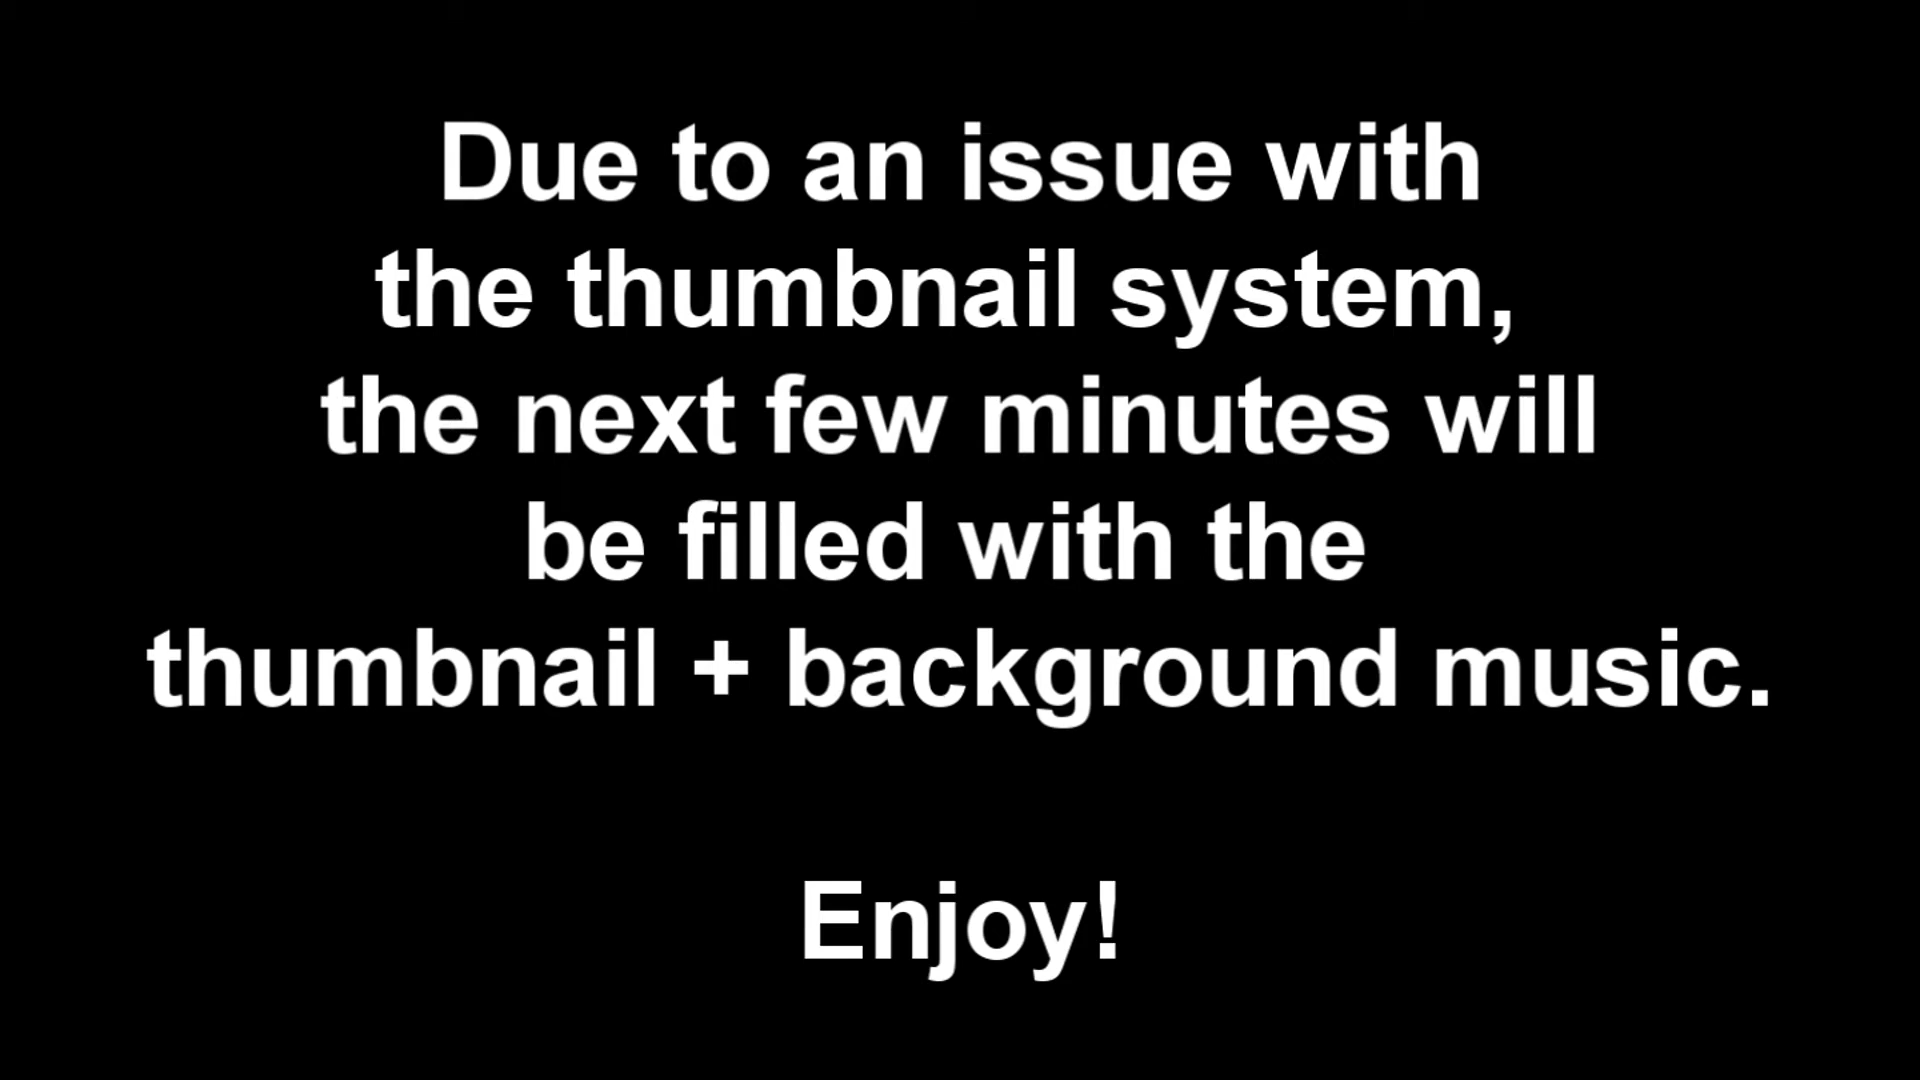 Due to an issue with
the thumbnail system,
the next few minutes will
be filled with the
thumbnail + background music.
Enjoy!